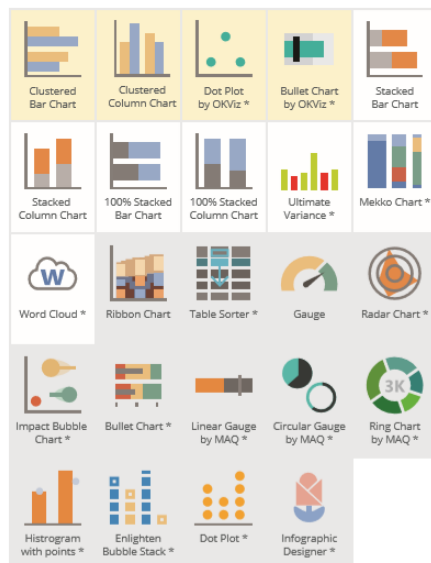 Clustered
Bar Chart
Clustered
Column Chart
Dot Plot
by OKViz *
Bullet Chart
by OKViz *
Stacked
Bar Chart
Stacked
Column Chart
100% Stacked
Bar Chart
100% Stacked
Column Chart
Ultimate
Variance *
Mekko Chart *
W
Word Cloud *
Ribbon Chart
Table Sorter *
Gauge
Radar Chart *
Impact Bubble
Chart *
Bullet Chart *
Linear Gauge
by MAQ *
Circular Gauge
by MAQ *
3K
Ring Chart
by MAQ *
Histrogram
with points *
Enlighten
Bubble Stack *
Dot Plot *
Infographic
Designer *